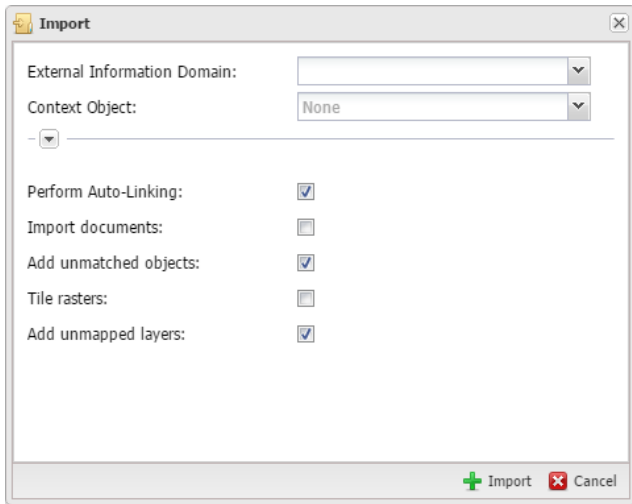 Import
External Information Domain:
Context Object: None
Perform Auto-Linking:
Import documents:
Add unmatched objects:
Tile rasters:
Add unmapped layers:
Import Cancel